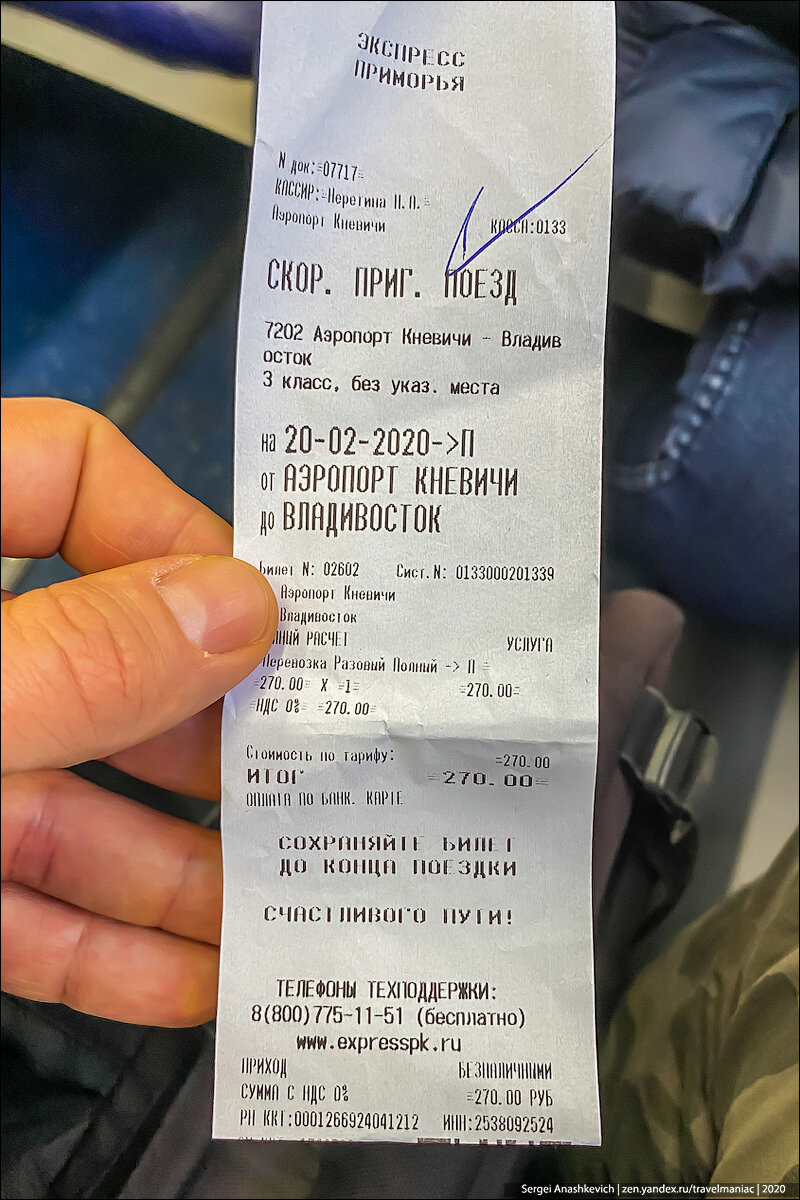 ЭКСПРЕСС
ПРИМОРЬЯ
N док:=07717=
КАССИР:=Неретина Н.А.=
Аэропорт Кневичи КАССА:0133
СКОР. ПРИГ. ПОЕЗД
7202 Аэропорт Кневичи - Владив
осток
3 класс, без указ. места
на 20-02-2020->П
от АЭРОПОРТ КНЕВИЧИ
до ВЛАДИВОСТОК
Билет N: 02602 Сист.N: 0133000201339
Аэропорт Кневичи
Владивосток
РАСЧЕТ УСЛУГА
Перевозка Разовый Полный -> П =
=270.00= X =1= =270.00=
=НДС 0%= =270.00=
Стоимость по тарифу: =270.00
ИТОГ =270.00=
ОПЛАТА ПО БАНК. КАРТЕ
СОХРАНЯЙТЕ БИЛЕТ
ДО КОНЦА ПОЕЗДКИ
СЧАСТЛИВОГО ПУТИ!
ТЕЛЕФОНЫ ТЕХПОДДЕРЖКИ:
8(800)775-11-51 (бесплатно)
www.expresspk.ru
ПРИХОД БЕЗНАЛИЧНЫМИ
СУММА С НДС 0% =270.00 РУБ
РН ККТ:0001266924041212 ИНН:2538092524
Sergei Anashkevich | zen.yandex.ru/travelmaniac | 2020